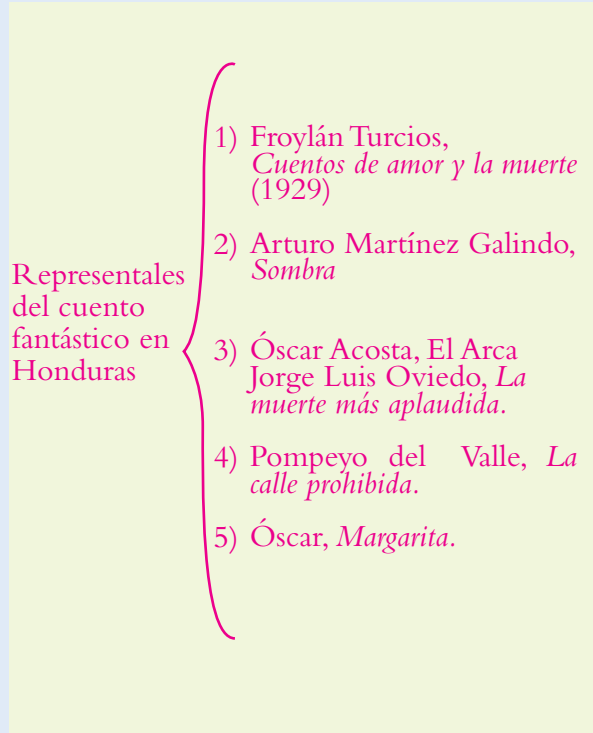 Representales
del cuento
fantástico en
Honduras
1) Froylán Turcios,
Cuentos de amor y la muerte
(1929)
2) Arturo Martínez Galindo,
Sombra
3) Óscar Acosta, El Arca
Jorge Luis Oviedo, La
muerte más aplaudida.
4) Pompeyo del Valle, La
calle prohibida.
5) Óscar, Margarita.